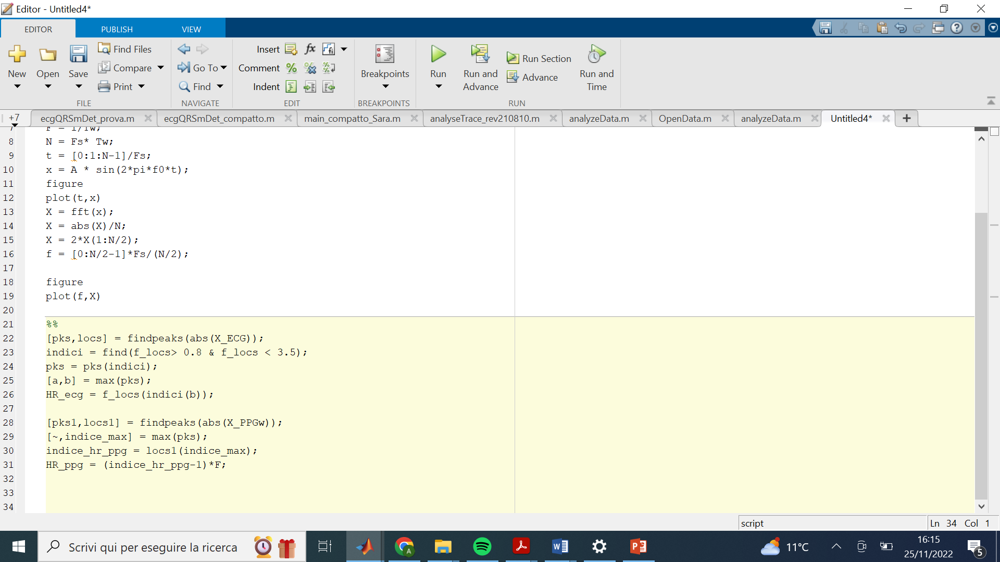 Editor - Untitled4*
EDITOR PUBLISH VIEW
New Open Save Find Files Compare Print
Go To Find
Insert fx
Comment
Indent
Breakpoints
Run Run and Advance Run Section Advance Run and Time
FILE NAVIGATE EDIT BREAKPOINTS RUN
+7 ecgQRSmDet_prova.m ecgQRSmDet_compatto.m main_compatto_Sara.m analyseTrace_rev210810.m analyzeData.m OpenData.m analyzeData.m Untitled4* +
7 F = 1/Tw;
8 N = Fs* Tw;
9 t = [0:1:N-1]/Fs;
10 x = A * sin(2*pi*f0*t);
11 figure
12 plot(t,x)
13 X = fft(x);
14 X = abs(X)/N;
15 X = 2*X(1:N/2);
16 f = [0:N/2-1]*Fs/(N/2);
17
18 figure
19 plot(f,X)
20
21 %%
22 [pks,locs] = findpeaks(abs(X_ECG));
23 indici = find(f_locs> 0.8 & f_locs < 3.5);
24 pks = pks(indici);
25 [a,b] = max(pks);
26 HR_ecg = f_locs(indici(b));
27
28 [pks1,locs1] = findpeaks(abs(X_PPGw));
29 [~,indice_max] = max(pks);
30 indice_hr_ppg = locs1(indice_max);
31 HR_ppg = (indice_hr_ppg-1)*F;
32
33
34
script Ln 34 Col 1
Scrivi qui per eseguire la ricerca
11°C
16:15
25/11/2022
5